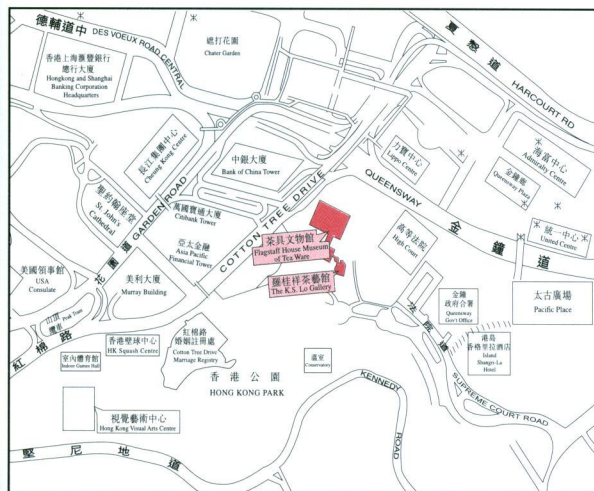 德輔道中 DES VOEUX ROAD CENTRAL
遮打花園
Chater Garden
夏慤道 HARCOURT RD
香港上海滙豐銀行
總行大廈
Hongkong and Shanghai
Banking Corporation
Headquarters
長江集團中心
Cheung Kong Centre
中銀大廈
Bank of China Tower
力寶中心
Lippo Centre
海富中心
Admiralty Centre
金鐘廊
Queensway Plaza
QUEENSWAY 金鐘道
統一中心
United Centre
聖約翰座堂
St. John's
Cathedral
花園道 GARDEN ROAD
萬國寶通大廈
Citibank Tower
COTTON TREE DRIVE
紅棉路
茶具文物館
Flagstaff House Museum
of Tea Ware
羅桂祥茶藝館
The K.S. Lo Gallery
高等法院
High Court
亞太金融
Asia Pacific
Financial Tower
美國領事館
USA
Consulate
美利大廈
Murray Building
山頂
纜車 Peak Tram
金鐘
政府合署
Queensway
Gov't Office
太古廣場
Pacific Place
法院道
SUPREME COURT ROAD
港島
香格里拉酒店
Island
Shangri-La
Hotel
香港壁球中心
HK Squash Centre
紅棉路
婚姻註冊處
Cotton Tree Drive
Marriage Registry
室內體育館
Indoor Games Hall
溫室
Conservatory
香港公園
HONG KONG PARK
KENNEDY ROAD
視覺藝術中心
Hong Kong Visual Arts Centre
堅尼地道